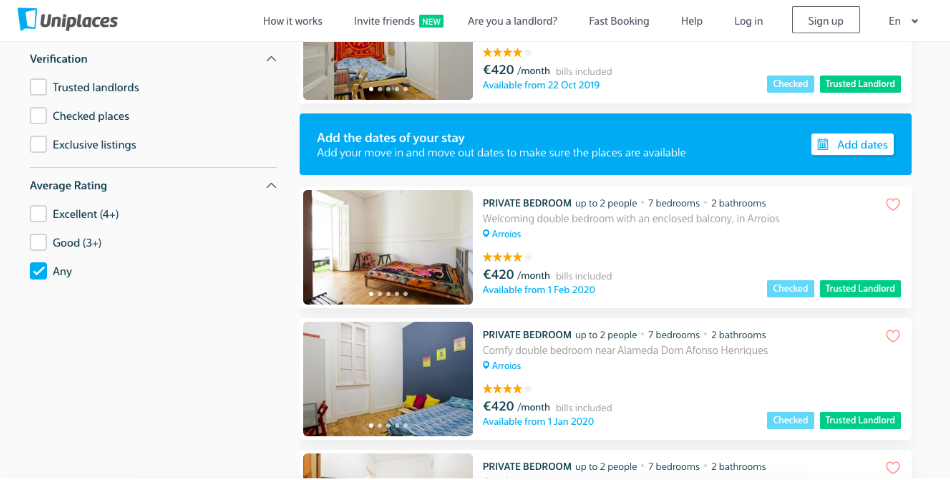 Uniplaces
How it works
Invite friends NEW
Are you a landlord?
Fast Booking
Help
Log in
Sign up
En
Verification
Trusted landlords
Checked places
Exclusive listings
Average Rating
Excellent (4+)
Good (3+)
Any
€420 /month bills included
Available from 22 Oct 2019
Checked
Trusted Landlord
Add the dates of your stay
Add your move in and move out dates to make sure the places are available
Add dates
PRIVATE BEDROOM up to 2 people • 7 bedrooms • 2 bathrooms
Welcoming double bedroom with an enclosed balcony, in Arroios
Arroios
€420 /month bills included
Available from 1 Feb 2020
Checked
Trusted Landlord
PRIVATE BEDROOM up to 2 people • 7 bedrooms • 2 bathrooms
Comfy double bedroom near Alameda Dom Afonso Henriques
Arroios
€420 /month bills included
Available from 1 Jan 2020
Checked
Trusted Landlord
PRIVATE BEDROOM up to 2 people • 7 bedrooms • 2 bathrooms